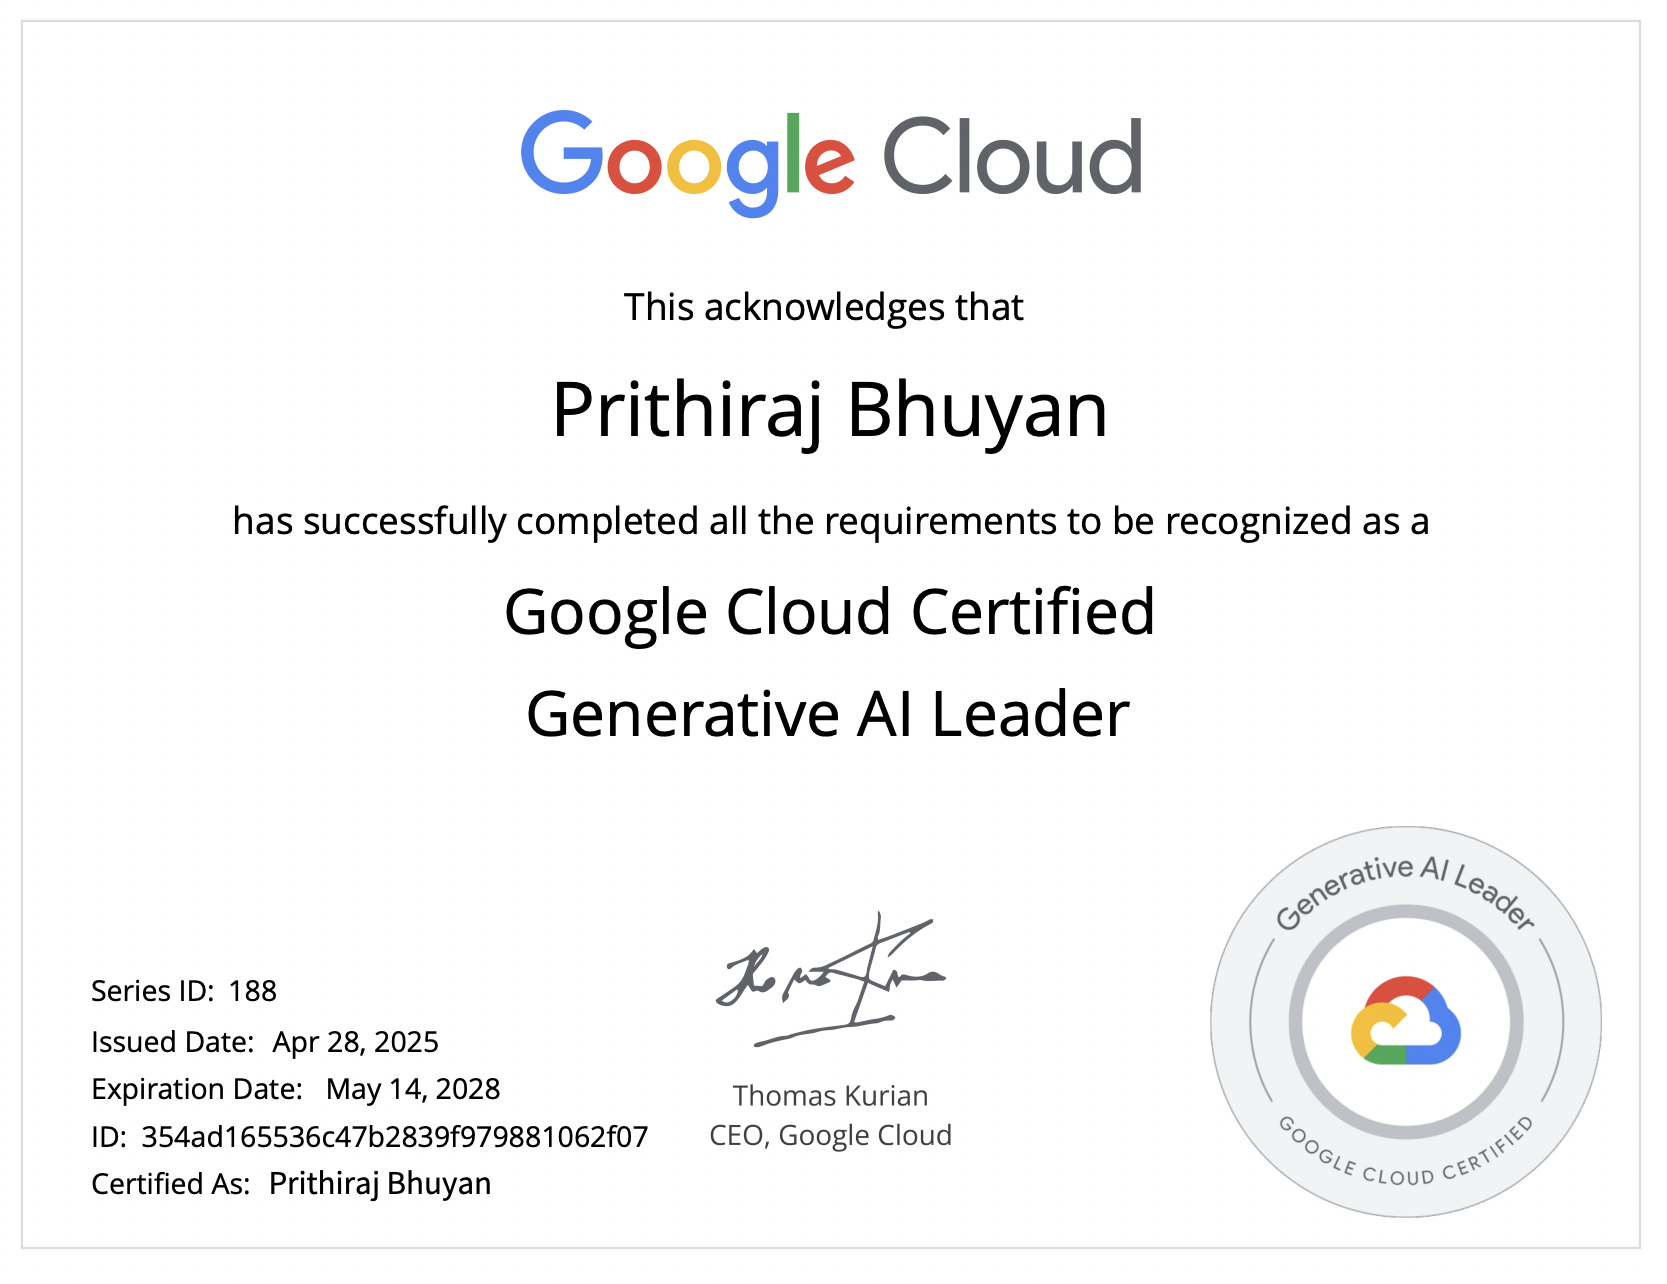 Google Cloud
This acknowledges that
Prithiraj Bhuyan
has successfully completed all the requirements to be recognized as a
Google Cloud Certified
Generative AI Leader
Series ID: 188
Issued Date: Apr 28, 2025
Expiration Date: May 14, 2028
ID: 354ad165536c47b2839f979881062f07
Certified As: Prithiraj Bhuyan
Thomas Kurian
CEO, Google Cloud
Generative AI Leader
GOOGLE CLOUD CERTIFIED